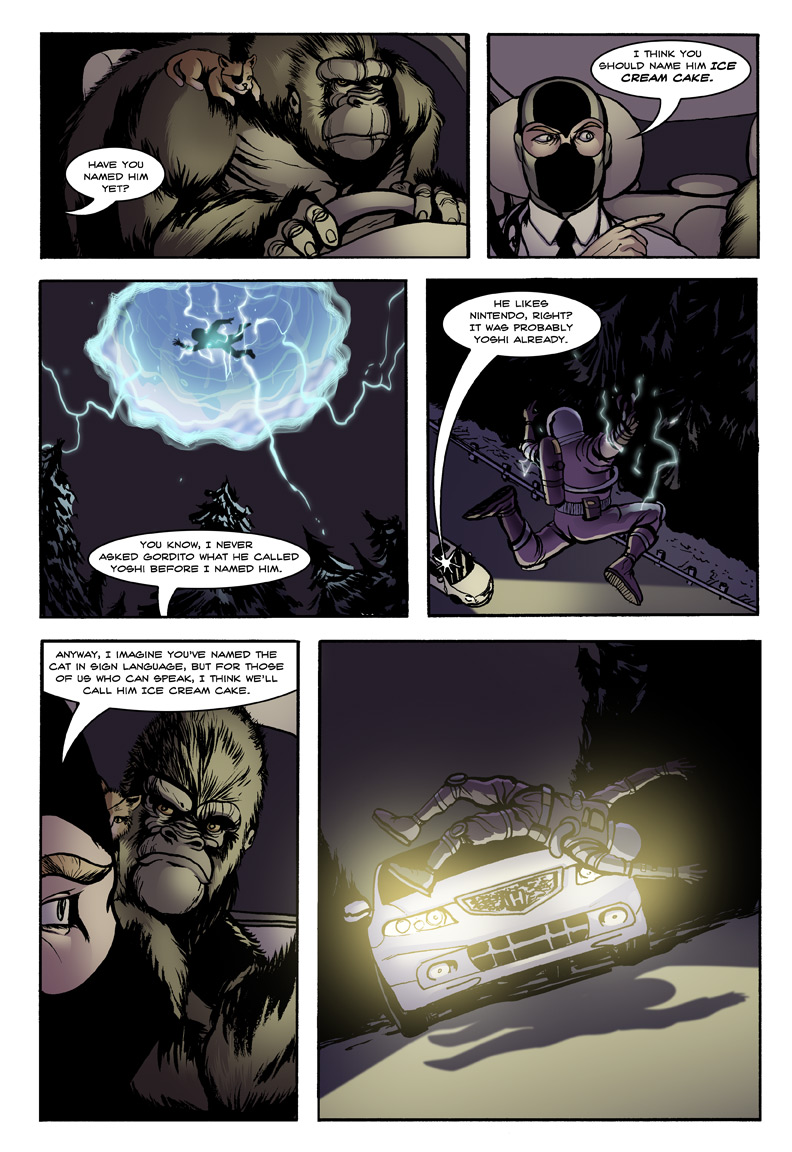 HAVE YOU
NAMED HIM
YET?
I THINK YOU
SHOULD NAME HIM ICE
CREAM CAKE.
YOU KNOW, I NEVER
ASKED GORDITO WHAT HE CALLED
YOSHI BEFORE I NAMED HIM.
HE LIKES
NINTENDO, RIGHT?
IT WAS PROBABLY
YOSHI ALREADY.
ANYWAY, I IMAGINE YOU'VE NAMED THE
CAT IN SIGN LANGUAGE, BUT FOR THOSE
OF US WHO CAN SPEAK, I THINK WE'LL
CALL HIM ICE CREAM CAKE.
H